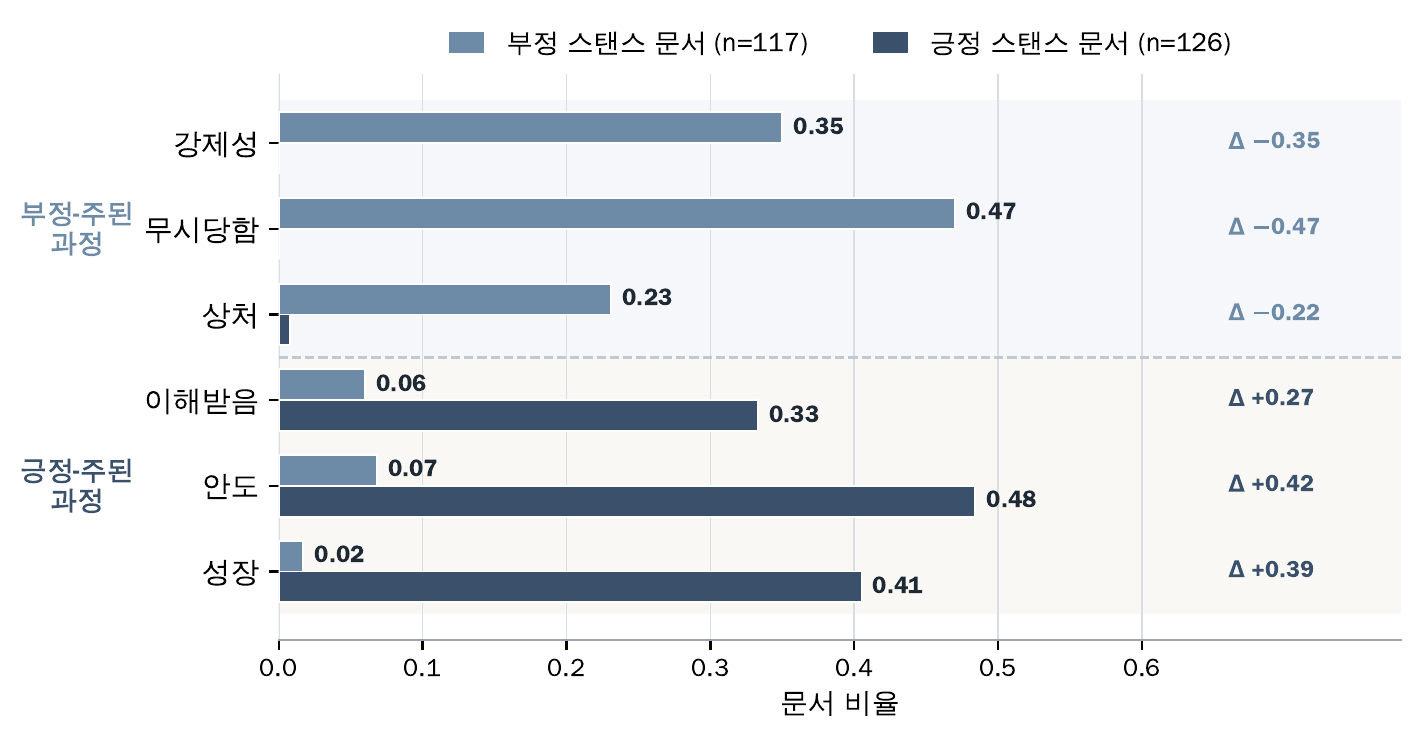 부정 스탠스 문서 (n=117) 긍정 스탠스 문서 (n=126)
강제성 0.35 Δ −0.35
부정-주된
과정
무시당함 0.47 Δ −0.47
상처 0.23 Δ −0.22
이해받음 0.06 0.33 Δ +0.27
긍정-주된
과정
안도 0.07 0.48 Δ +0.42
성장 0.02 0.41 Δ +0.39
0.0 0.1 0.2 0.3 0.4 0.5 0.6
문서 비율